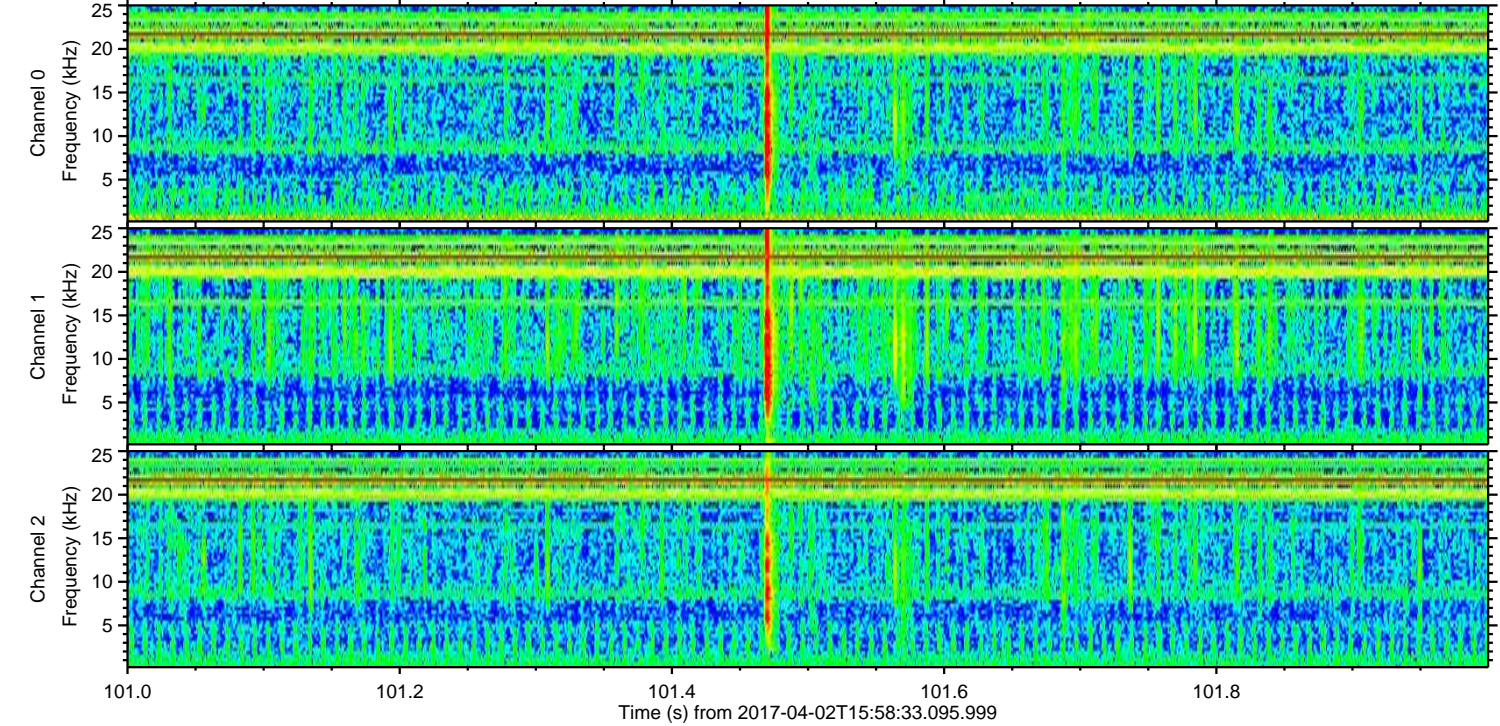 Channel 0
Frequency (kHz)
25
20
15
10
5
Channel 1
Frequency (kHz)
25
20
15
10
5
Channel 2
Frequency (kHz)
25
20
15
10
5
101.0 101.2 101.4 101.6 101.8
Time (s) from 2017-04-02T15:58:33.095.999